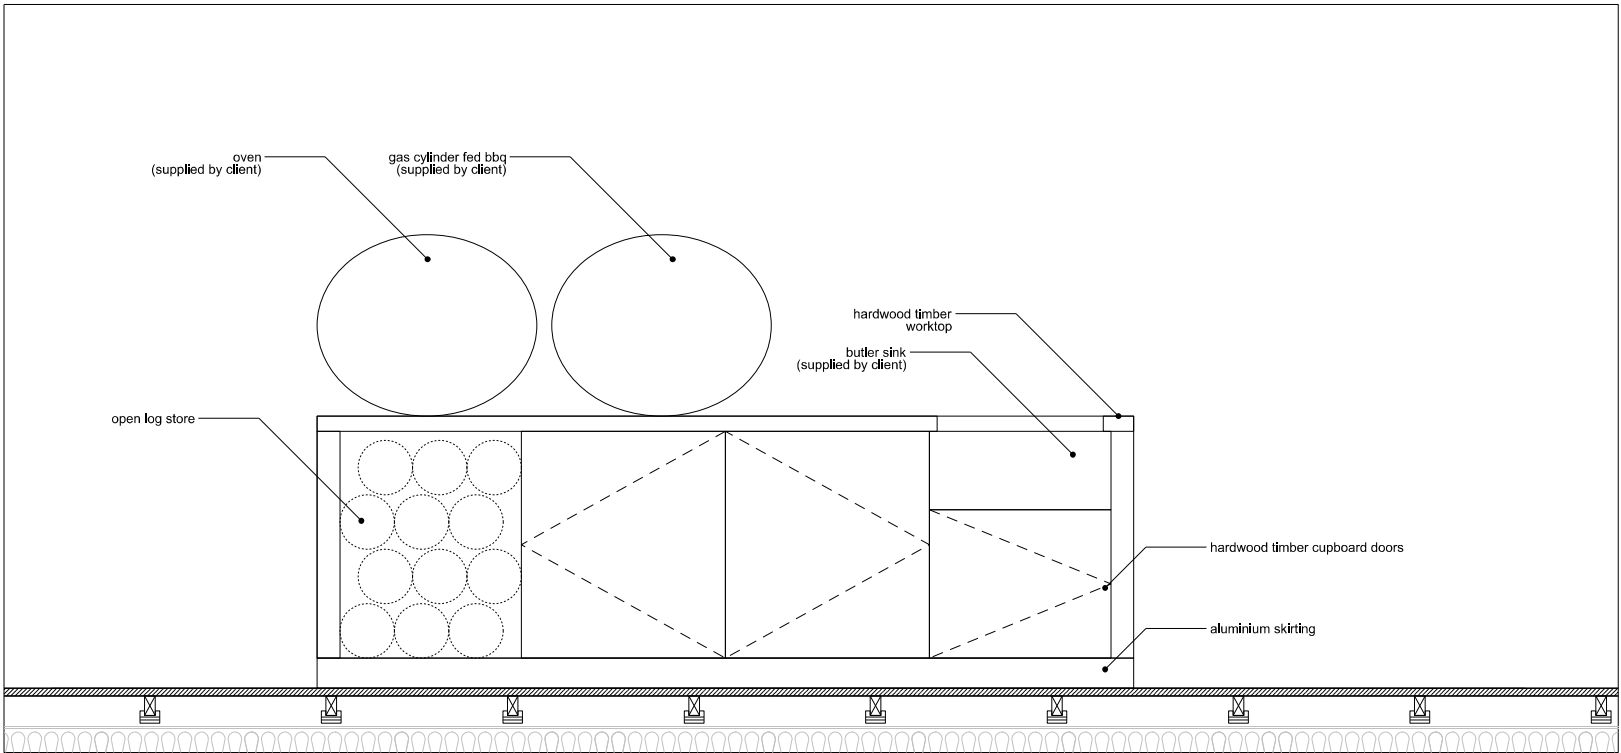 oven
(supplied by client)
gas cylinder fed bbq
(supplied by client)
hardwood timber
worktop
butler sink
(supplied by client)
open log store
hardwood timber cupboard doors
aluminium skirting